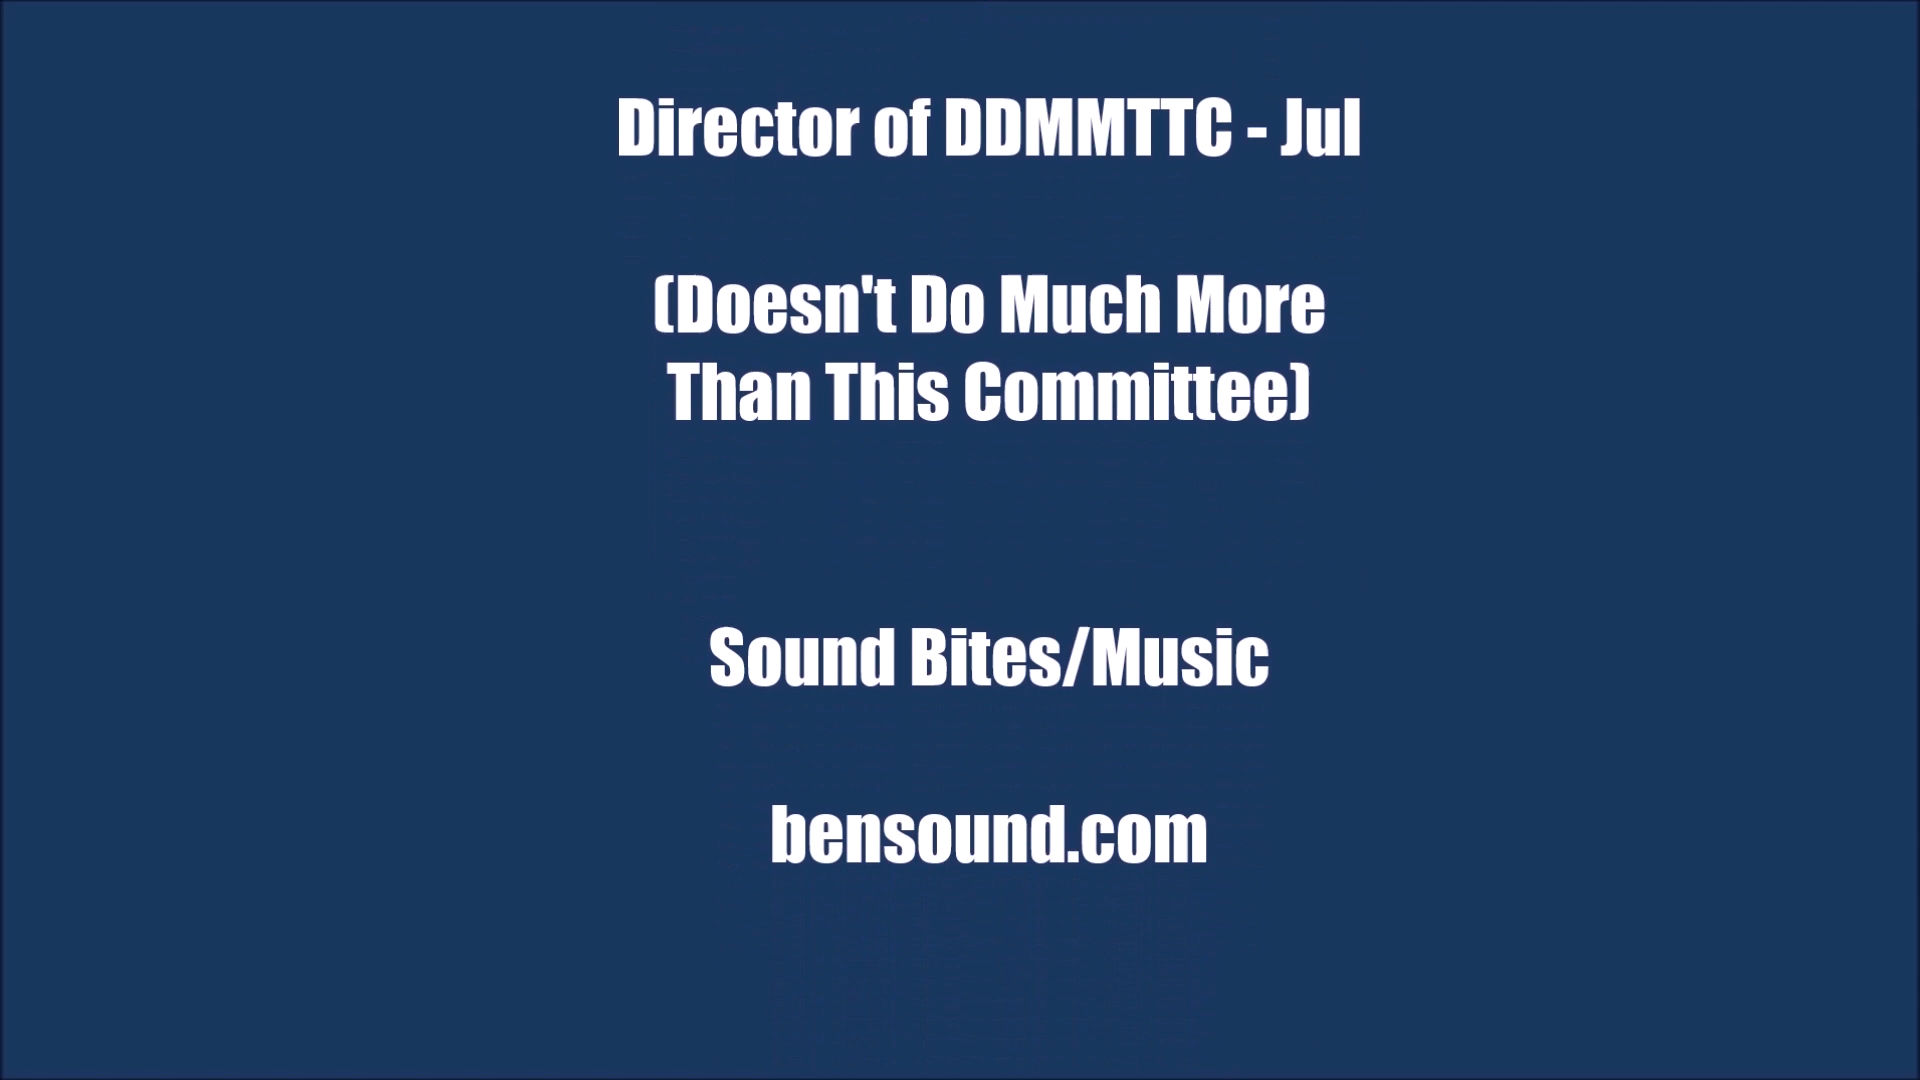 Director of DDMMTTC - Jul
(Doesn't Do Much More
Than This Committee)
Sound Bites/Music
bensound.com